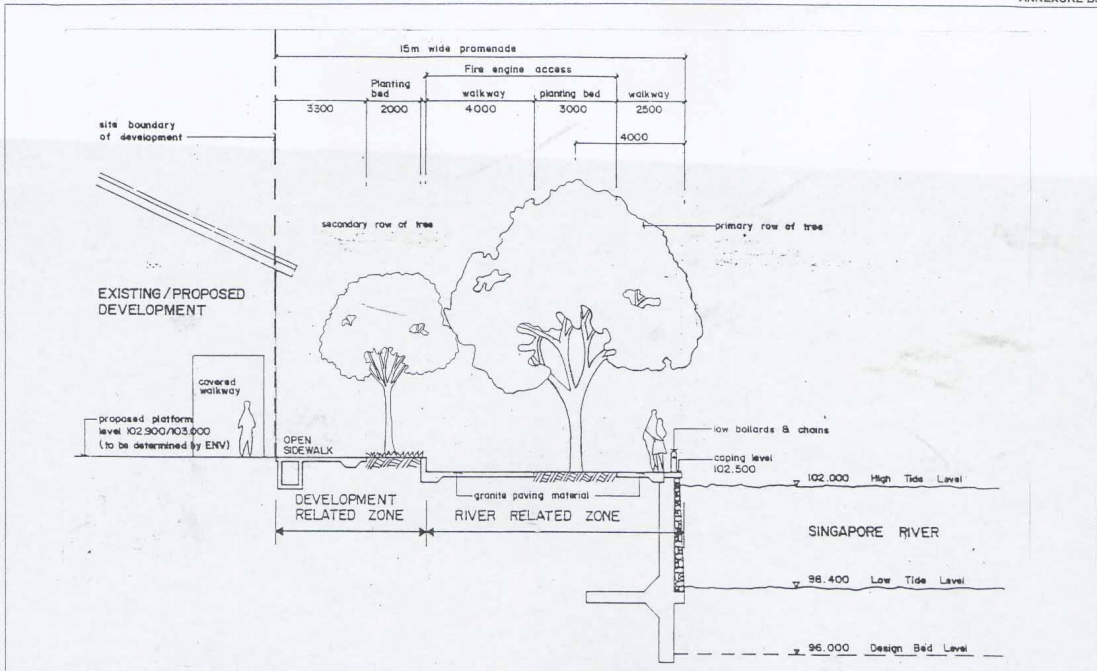 ANNEXURE
15m wide promenade
Fire engine access
Planting
bed
walkway
planting bed
walkway
3300
2000
4000
3000
2500
4000
site boundary
of development
secondary row of tree
primary row of tree
EXISTING/PROPOSED
DEVELOPMENT
covered
walkway
proposed platform
level 102.900/103.000
(to be determined by ENV)
OPEN
SIDEWALK
low bollards & chains
coping level
102.500
granite paving material
102.000 High Tide Level
DEVELOPMENT
RELATED ZONE
RIVER RELATED ZONE
SINGAPORE RIVER
98.400 Low Tide Level
96.000 Design Bed Level